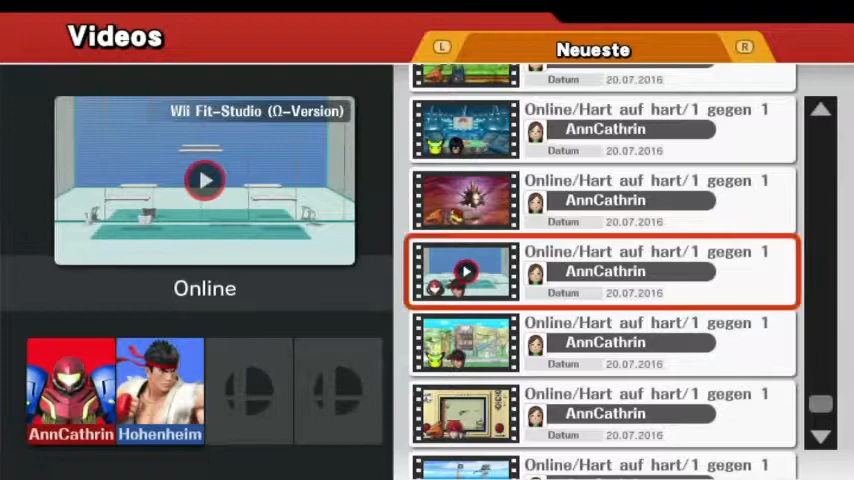 Videos
L
Neueste
R
Wii Fit-Studio (Ω-Version)
Online
AnnCathrin
Hohenheim
Datum 20.07.2016
Online/Hart auf hart/1 gegen 1
AnnCathrin
Datum 20.07.2016
Online/Hart auf hart/1 gegen 1
AnnCathrin
Datum 20.07.2016
Online/Hart auf hart/1 gegen 1
AnnCathrin
Datum 20.07.2016
Online/Hart auf hart/1 gegen 1
AnnCathrin
Datum 20.07.2016
Online/Hart auf hart/1 gegen 1
AnnCathrin
Datum 20.07.2016
Online/Hart auf hart/1 gegen 1